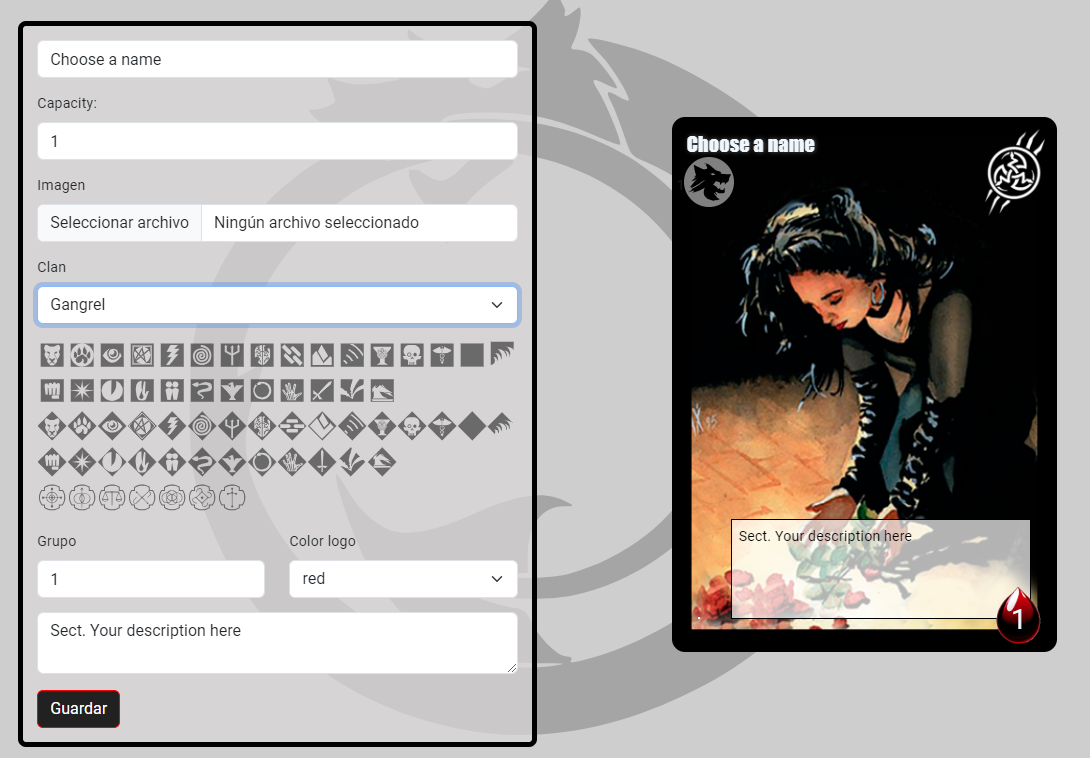 Choose a name
Capacity:
1
Imagen
Seleccionar archivo Ningún archivo seleccionado
Clan
Gangrel
Grupo
Color logo
1
red
Sect. Your description here
Guardar
Choose a name
Sect. Your description here
1